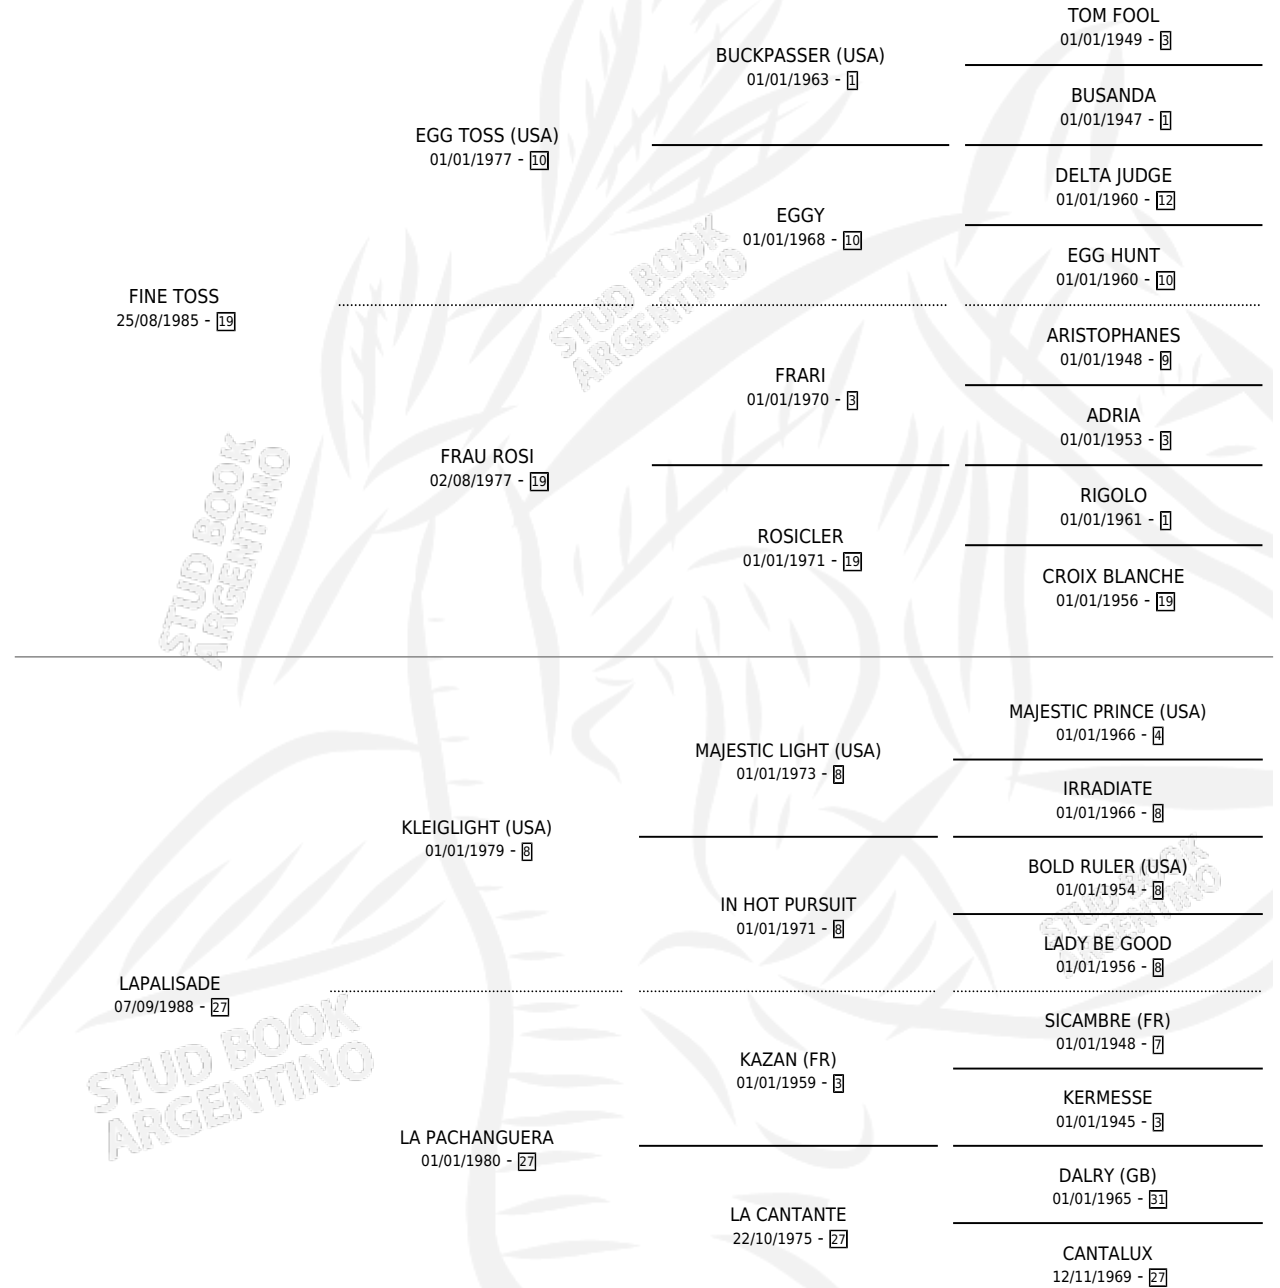 TOM FOOL
01/01/1949 - 3
BUCKPASSER (USA)
01/01/1963 - 1
BUSANDA
01/01/1947 - 1
EGG TOSS (USA)
01/01/1977 - 10
DELTA JUDGE
01/01/1960 - 12
EGGY
01/01/1968 - 10
EGG HUNT
01/01/1960 - 10
STUD BOOK
ARGENTINO
FINE TOSS
25/08/1985 - 19
ARISTOPHANES
01/01/1948 - 9
FRARI
01/01/1970 - 3
ADRIA
01/01/1953 - 3
FRAU ROSI
02/08/1977 - 19
RIGOLO
01/01/1961 - 1
ROSICLER
01/01/1971 - 19
CROIX BLANCHE
01/01/1956 - 19
STUD BOOK
ARGENTINO
MAJESTIC PRINCE (USA)
01/01/1966 - 4
MAJESTIC LIGHT (USA)
01/01/1973 - 8
IRRADIATE
01/01/1966 - 8
KLEIGLIGHT (USA)
01/01/1979 - 8
BOLD RULER (USA)
01/01/1954 - 8
IN HOT PURSUIT
01/01/1971 - 8
LADY BE GOOD
01/01/1956 - 8
STUD BOOK
ARGENTINO
LAPALISADE
07/09/1988 - 27
SICAMBRE (FR)
01/01/1948 - 7
KAZAN (FR)
01/01/1959 - 3
KERMESSE
01/01/1945 - 3
STUD BOOK
ARGENTINO
LA PACHANGUERA
01/01/1980 - 27
DALRY (GB)
01/01/1965 - 31
LA CANTANTE
22/10/1975 - 27
CANTALUX
12/11/1969 - 27